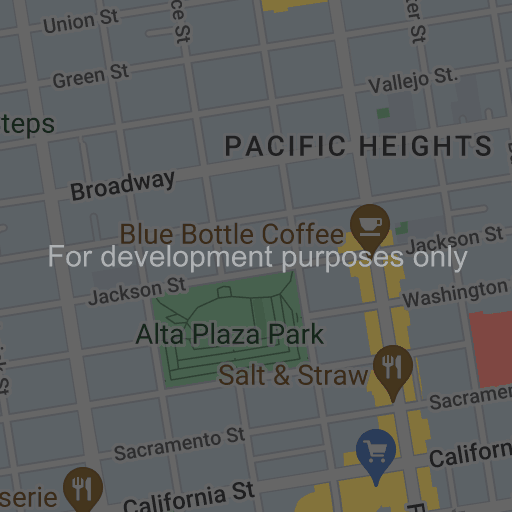 Union St
ce St
ter St
Green St
Vallejo St.
teps
PACIFIC HEIGHTS
Broadway
Blue Bottle Coffee
Jackson St
For development purposes only
Jackson St
Washington
Alta Plaza Park
Salt & Straw
Sacramen
Sacramento St
Californ
serie
California St